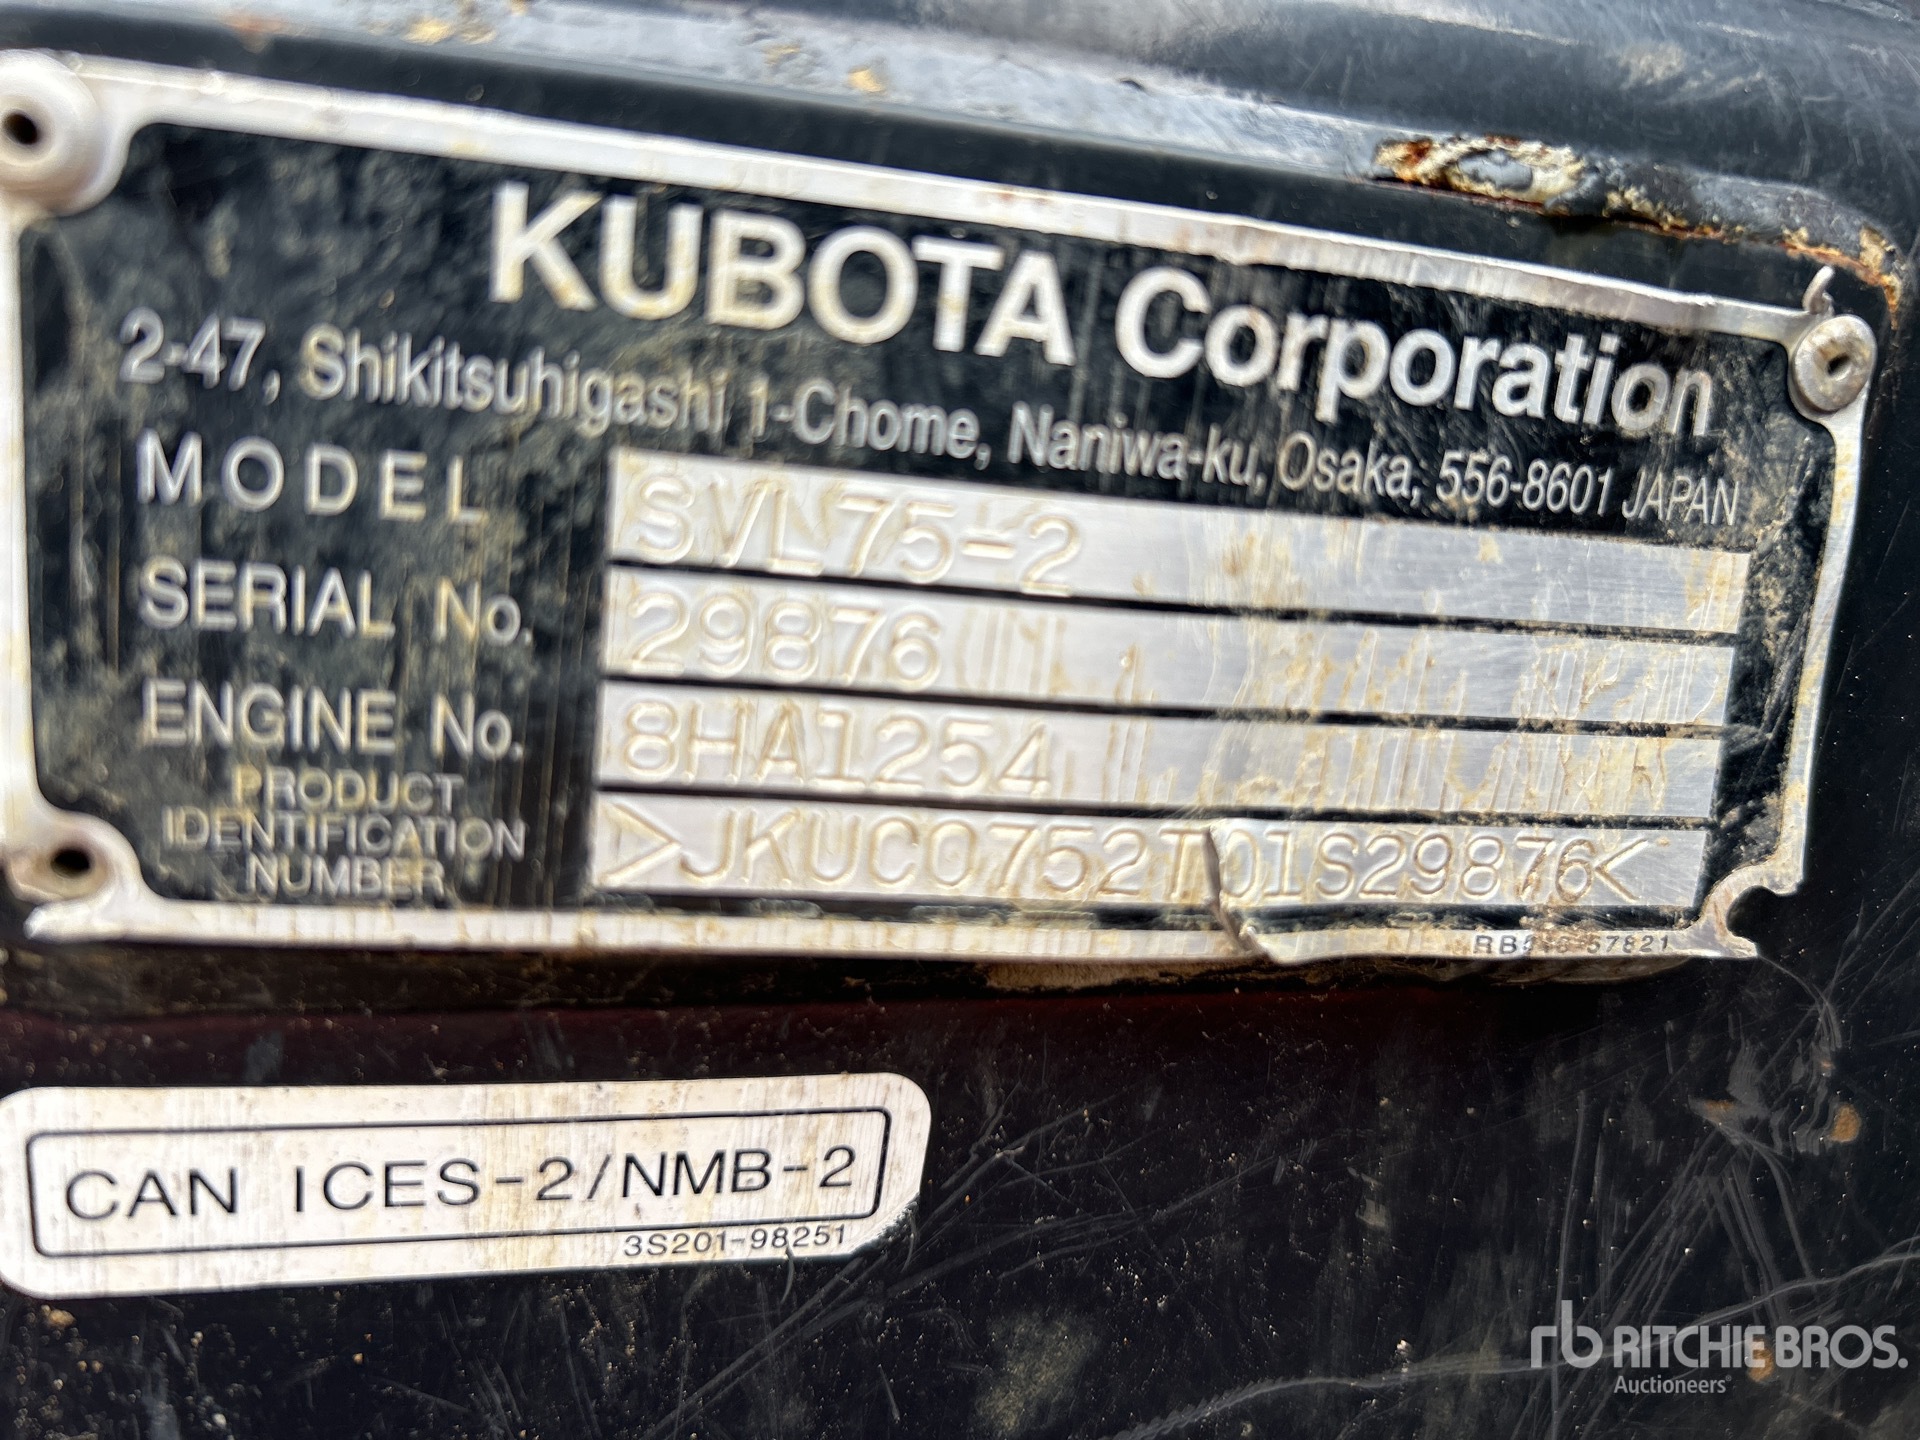 KUBOTA Corporation
2-47, Shikitsuhigashi 1-Chome, Naniwa-ku, Osaka, 556-8601 JAPAN
MODEL SVL75-2
SERIAL No. 29876
ENGINE No. 8HA1254
PRODUCT
IDENTIFICATION
NUMBER
>JKUC0752T01S29876<
CAN ICES-2/NMB-2
3S201-98251
rb RITCHIE BROS.
Auctioneers